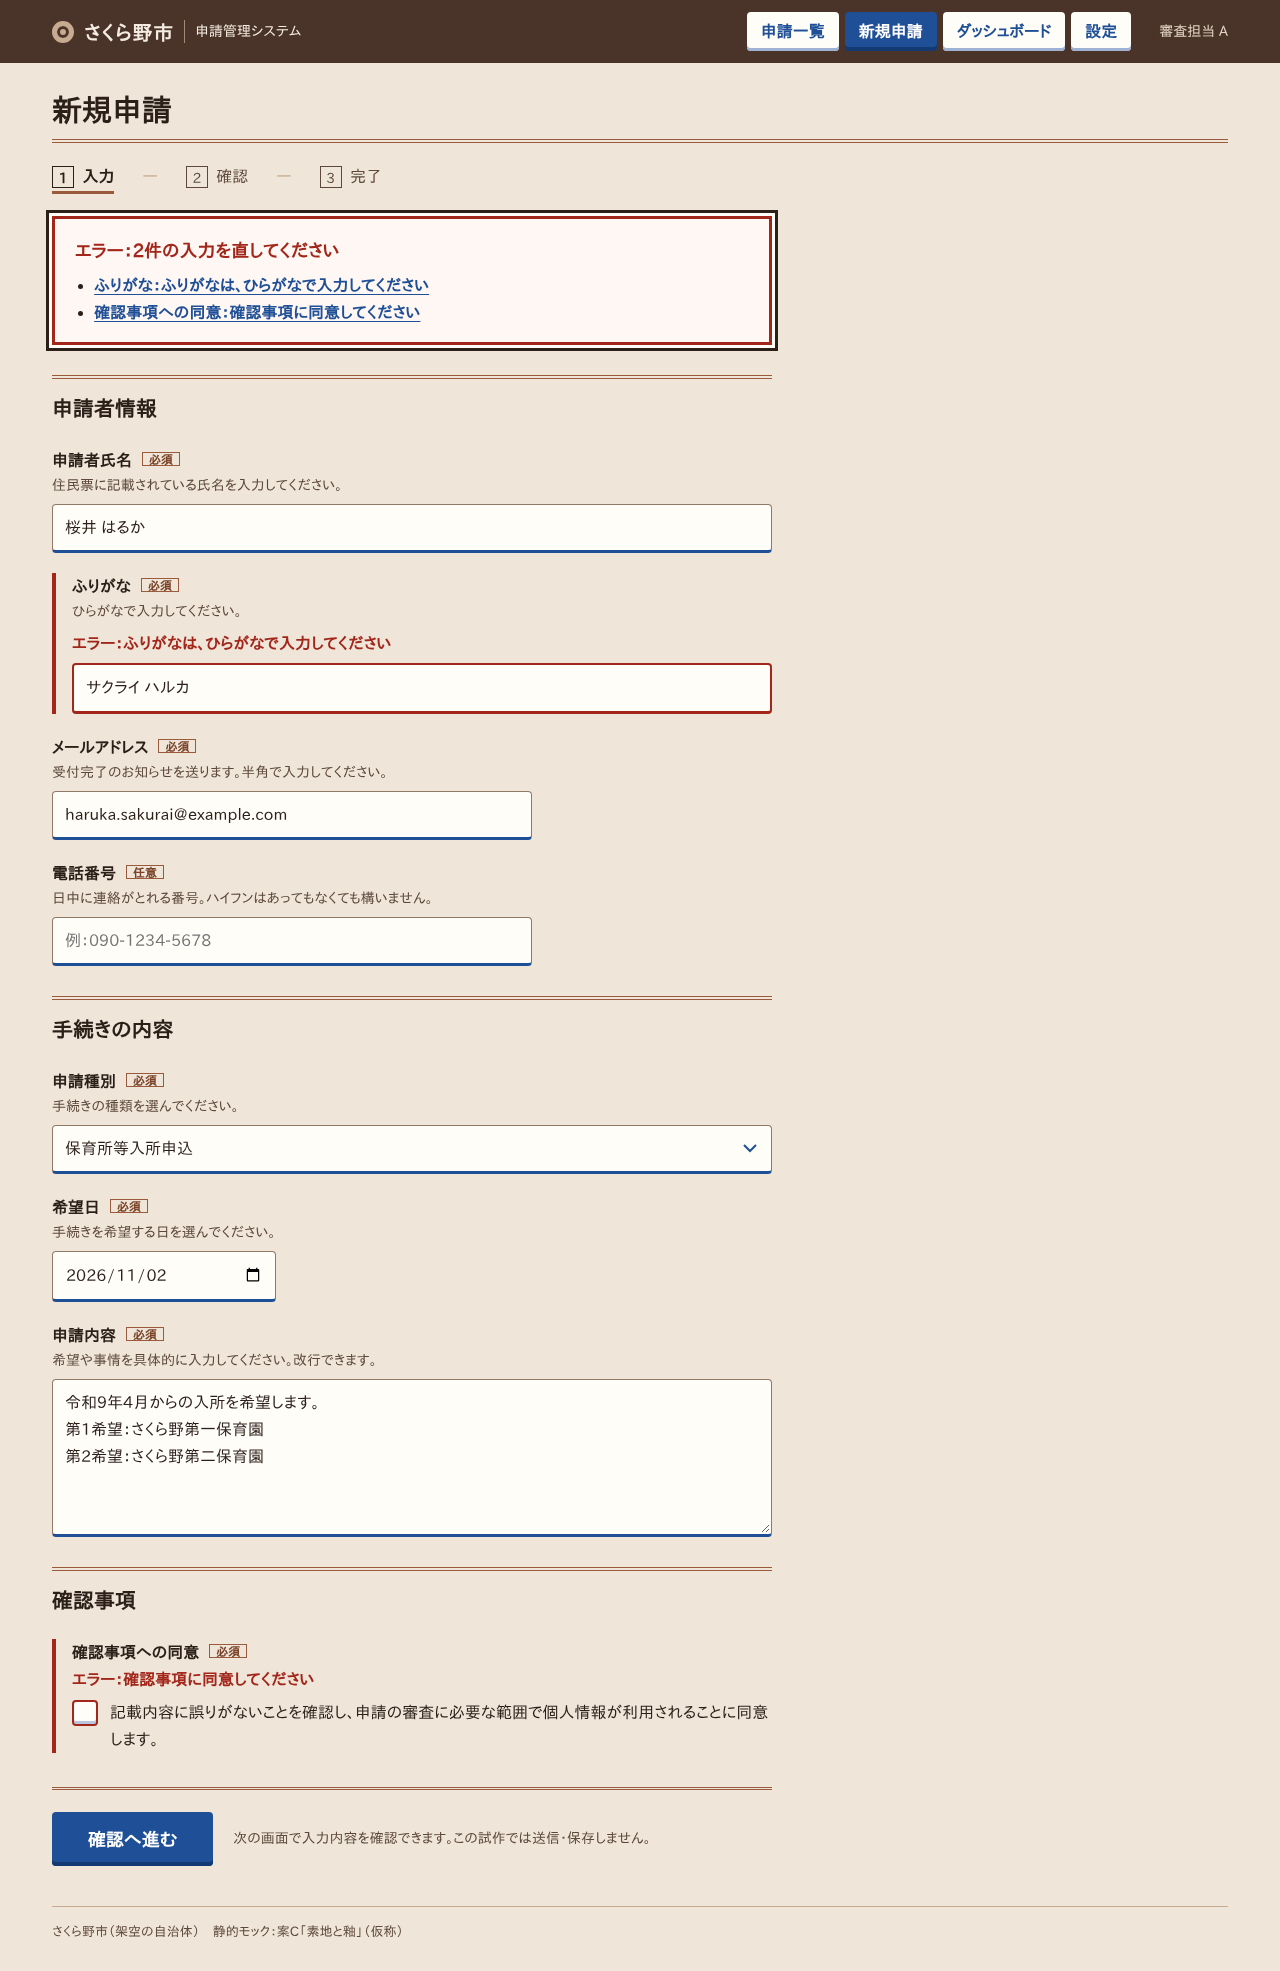 さくら野市
申請管理システム
申請一覧
新規申請
ダッシュボード
設定
審査担当 A
新規申請
1 入力 — 2 確認 — 3 完了
エラー：2件の入力を直してください
ふりがな：ふりがなは、ひらがなで入力してください
確認事項への同意：確認事項に同意してください
申請者情報
申請者氏名 必須
住民票に記載されている氏名を入力してください。
桜井 はるか
ふりがな 必須
ひらがなで入力してください。
エラー：ふりがなは、ひらがなで入力してください
サクライ ハルカ
メールアドレス 必須
受付完了のお知らせを送ります。半角で入力してください。
haruka.sakurai@example.com
電話番号 任意
日中に連絡がとれる番号。ハイフンはあってもなくても構いません。
例：090-1234-5678
手続きの内容
申請種別 必須
手続きの種類を選んでください。
保育所等入所申込
希望日 必須
手続きを希望する日を選んでください。
2026/11/02
申請内容 必須
希望や事情を具体的に入力してください。改行できます。
令和9年4月からの入所を希望します。
第1希望：さくら野第一保育園
第2希望：さくら野第二保育園
確認事項
確認事項への同意 必須
エラー：確認事項に同意してください
記載内容に誤りがないことを確認し、申請の審査に必要な範囲で個人情報が利用されることに同意
します。
確認へ進む
次の画面で入力内容を確認できます。この試作では送信・保存しません。
さくら野市（架空の自治体） 静的モック：案C「素地と釉」（仮称）